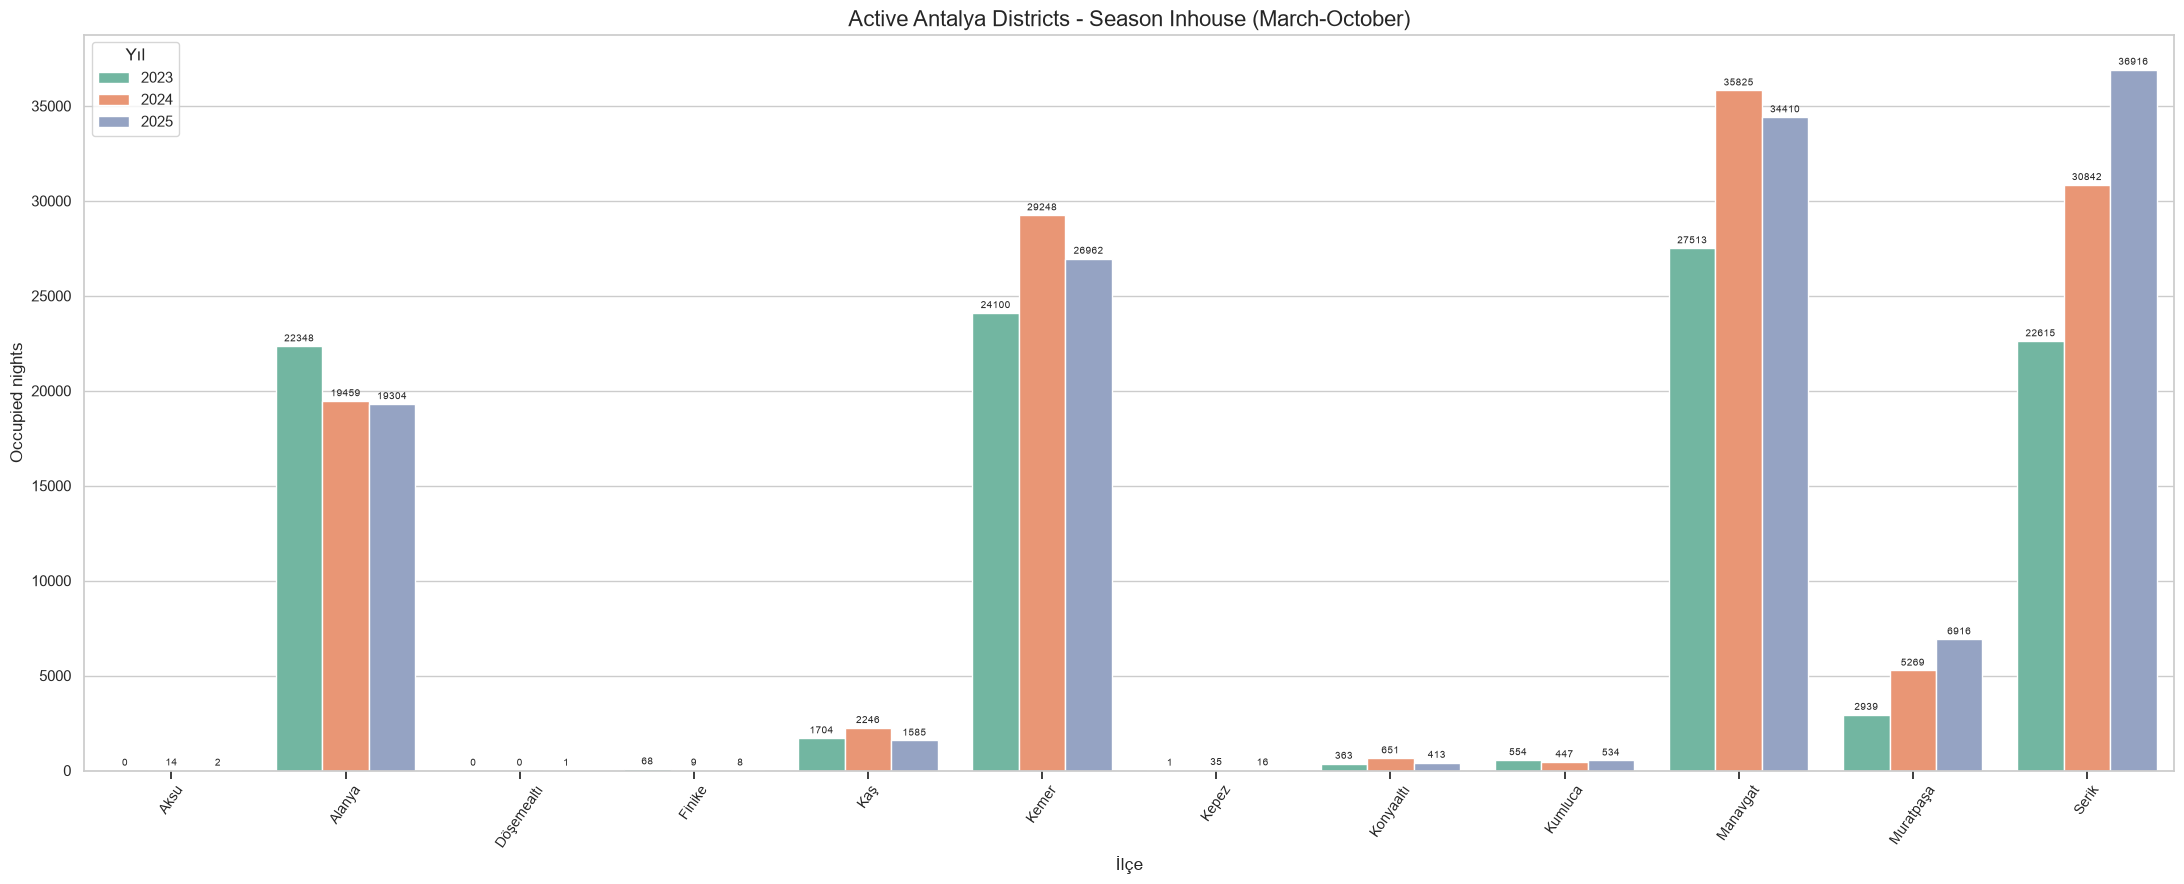 Active Antalya Districts - Season Inhouse (March-October)
Yıl
2023
2024
2025
Occupied nights
35000
30000
25000
20000
15000
10000
5000
0
0 14 2
22348 19459 19304
0 0 1
68 9 8
1704 2246 1585
24100 29248 26962
1 35 16
363 651 413
554 447 534
27513 35825 34410
2939 5269 6916
22615 30842 36916
Aksu
Alanya
Döşemealtı
Finike
Kaş
Kemer
Kepez
Konyaaltı
Kumluca
Manavgat
Muratpaşa
Serik
İlçe